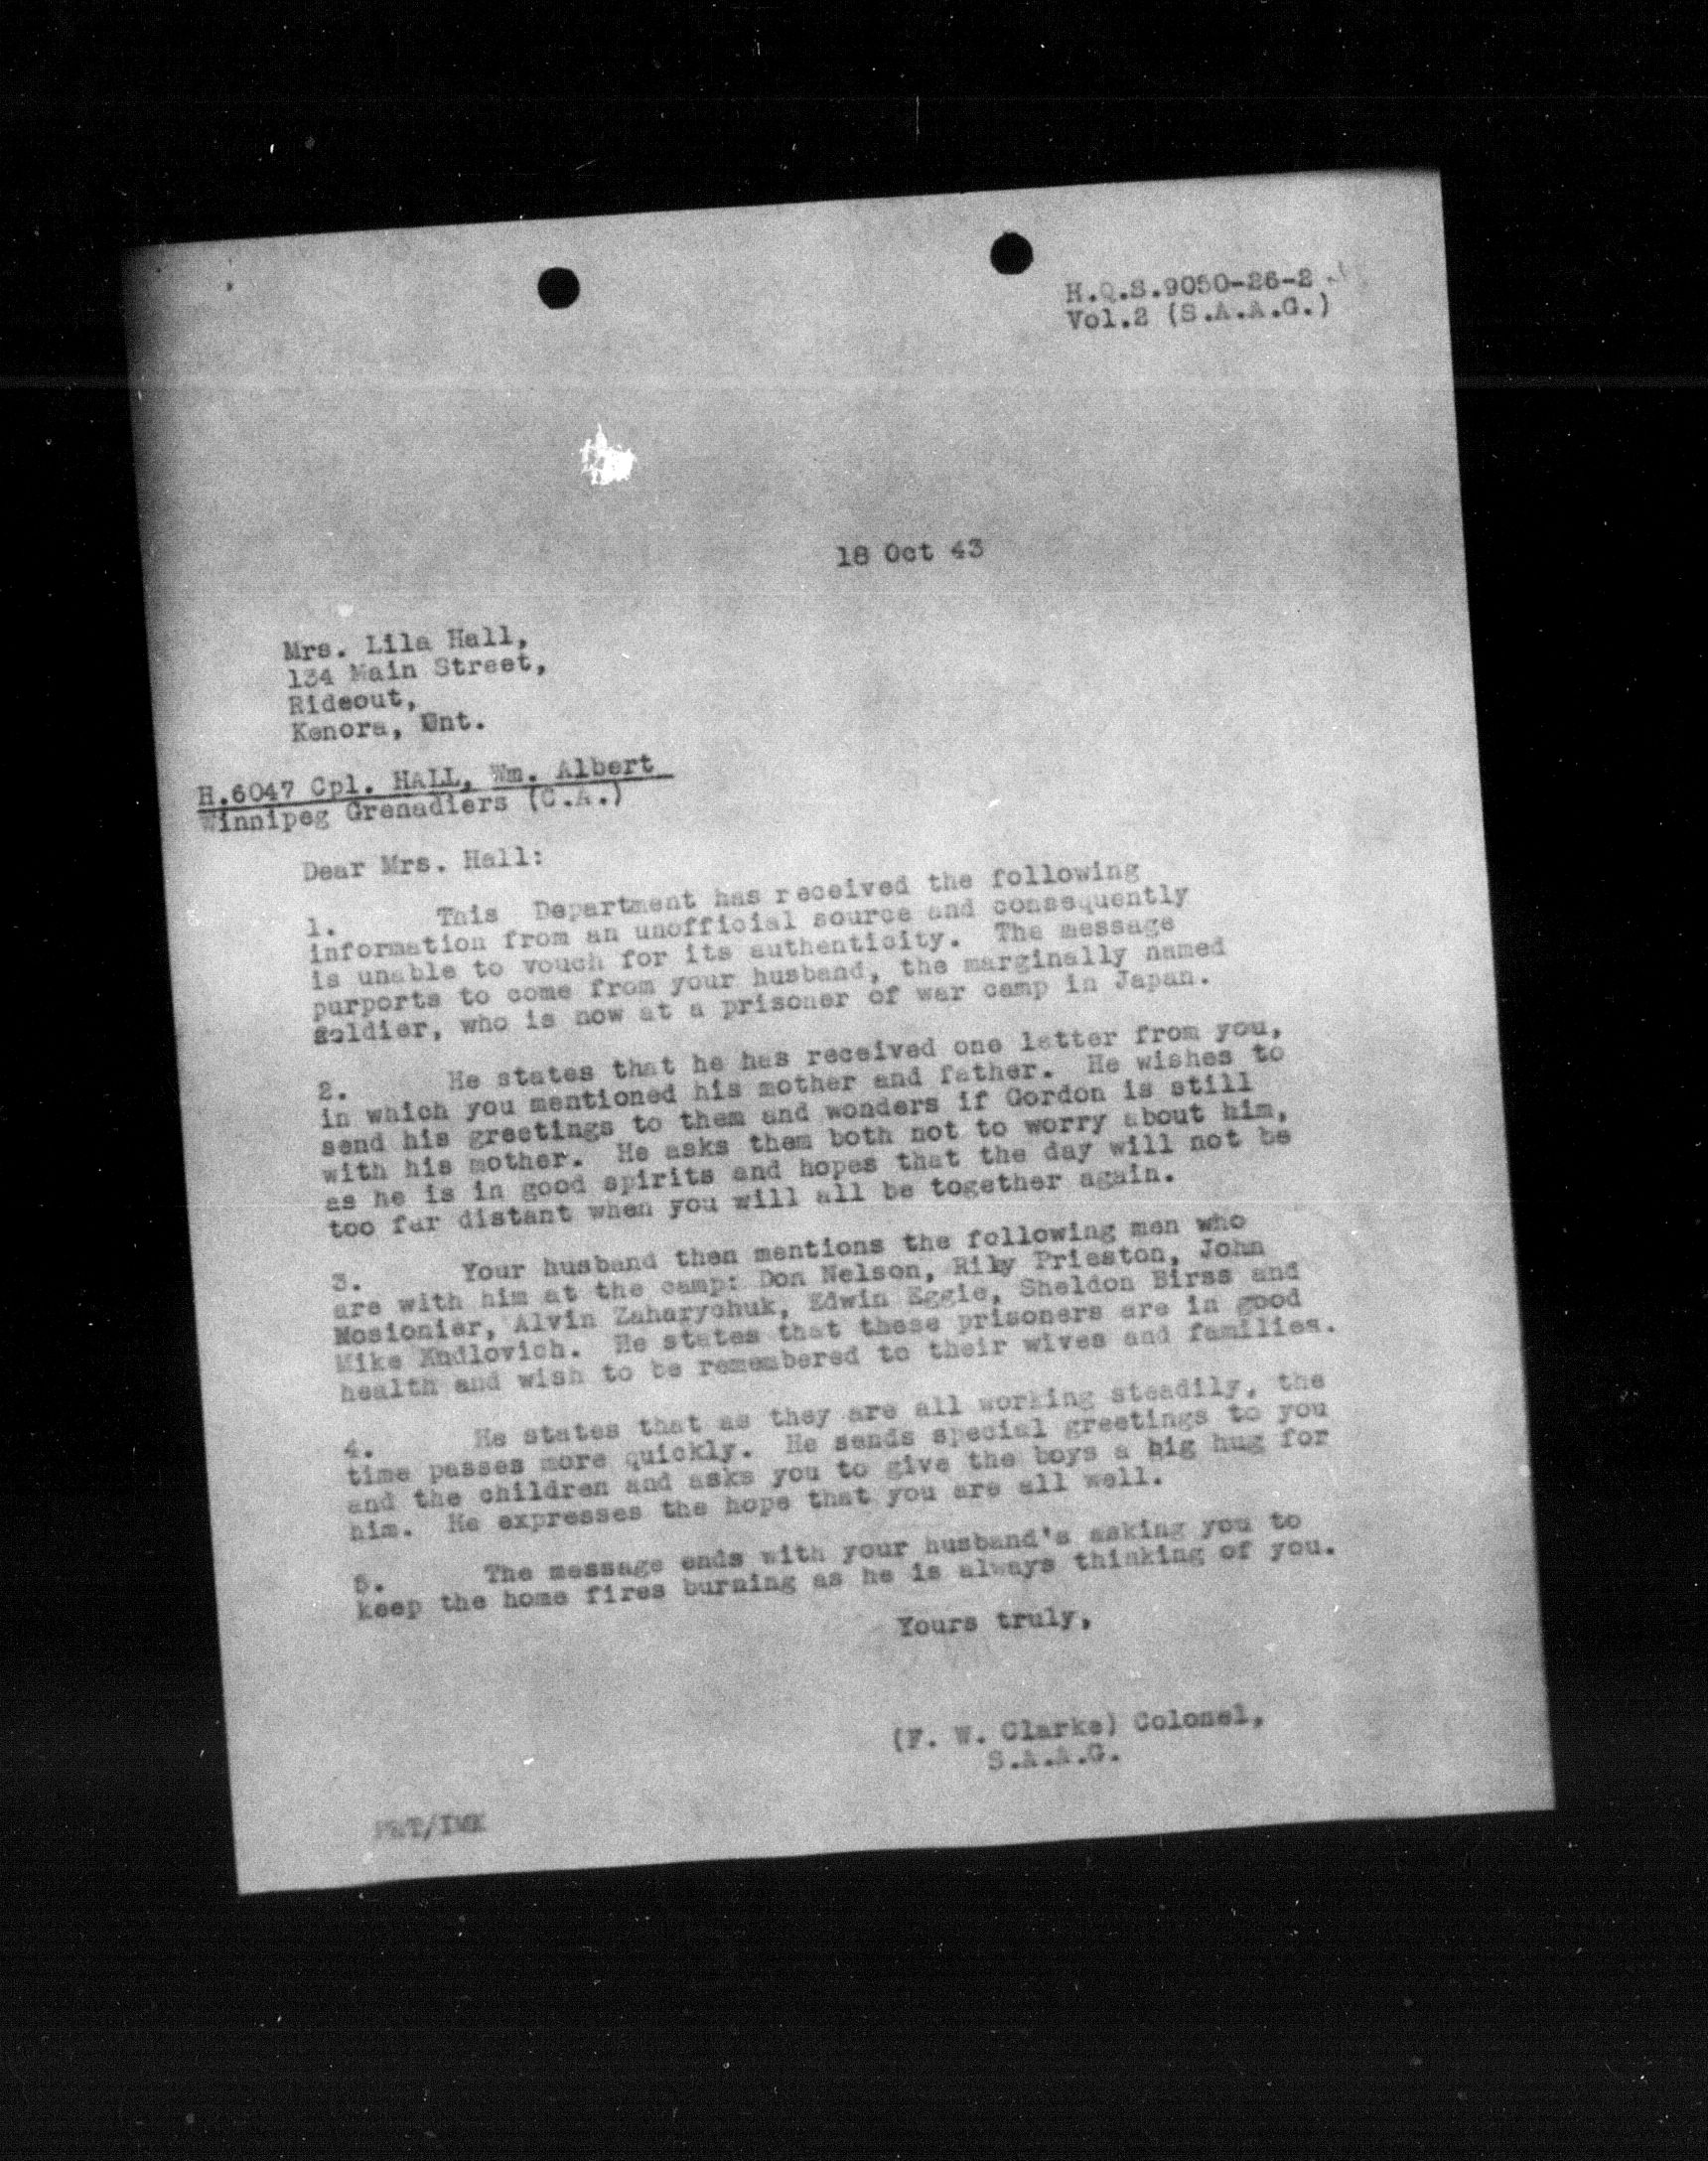 H.Q.S.9050-26-2
Vol.2 (S.A.A.G.)
18 Oct 43
Mrs. Lila Hall,
134 Main Street,
Rideout,
Kenora, Ont.
H.6047 Cpl. HALL, Wm. Albert
Winnipeg Grenadiers (C.A.)
Dear Mrs. Hall:
1. This Department has received the following
information from an unofficial source and consequently
is unable to vouch for its authenticity. The message
purports to come from your husband, the marginally named
soldier, who is now at a prisoner of war camp in Japan.
2. He states that he has received one letter from you,
in which you mentioned his mother and father. He wishes to
send his greetings to them and wonders if Gordon is still
with his mother. He asks them both not to worry about him,
as he is in good spirits and hopes that the day will not be
too far distant when you will all be together again.
3. Your husband then mentions the following men who
are with him at the camp: Don Nelson, Rily Prieston, John
Mosionier, Alvin Zaharychuk, Edwin Eggie, Sheldon Birss and
Mike Kndlovich. He states that these prisoners are in good
health and wish to be remembered to their wives and families.
4. He states that as they are all working steadily, the
time passes more quickly. He sends special greetings to you
and the children and asks you to give the boys a big hug for
him. He expresses the hope that you are all well.
5. The message ends with your husband's asking you to
keep the home fires burning as he is always thinking of you.
Yours truly,
(F. W. Clarke) Colonel,
S.A.A.G.